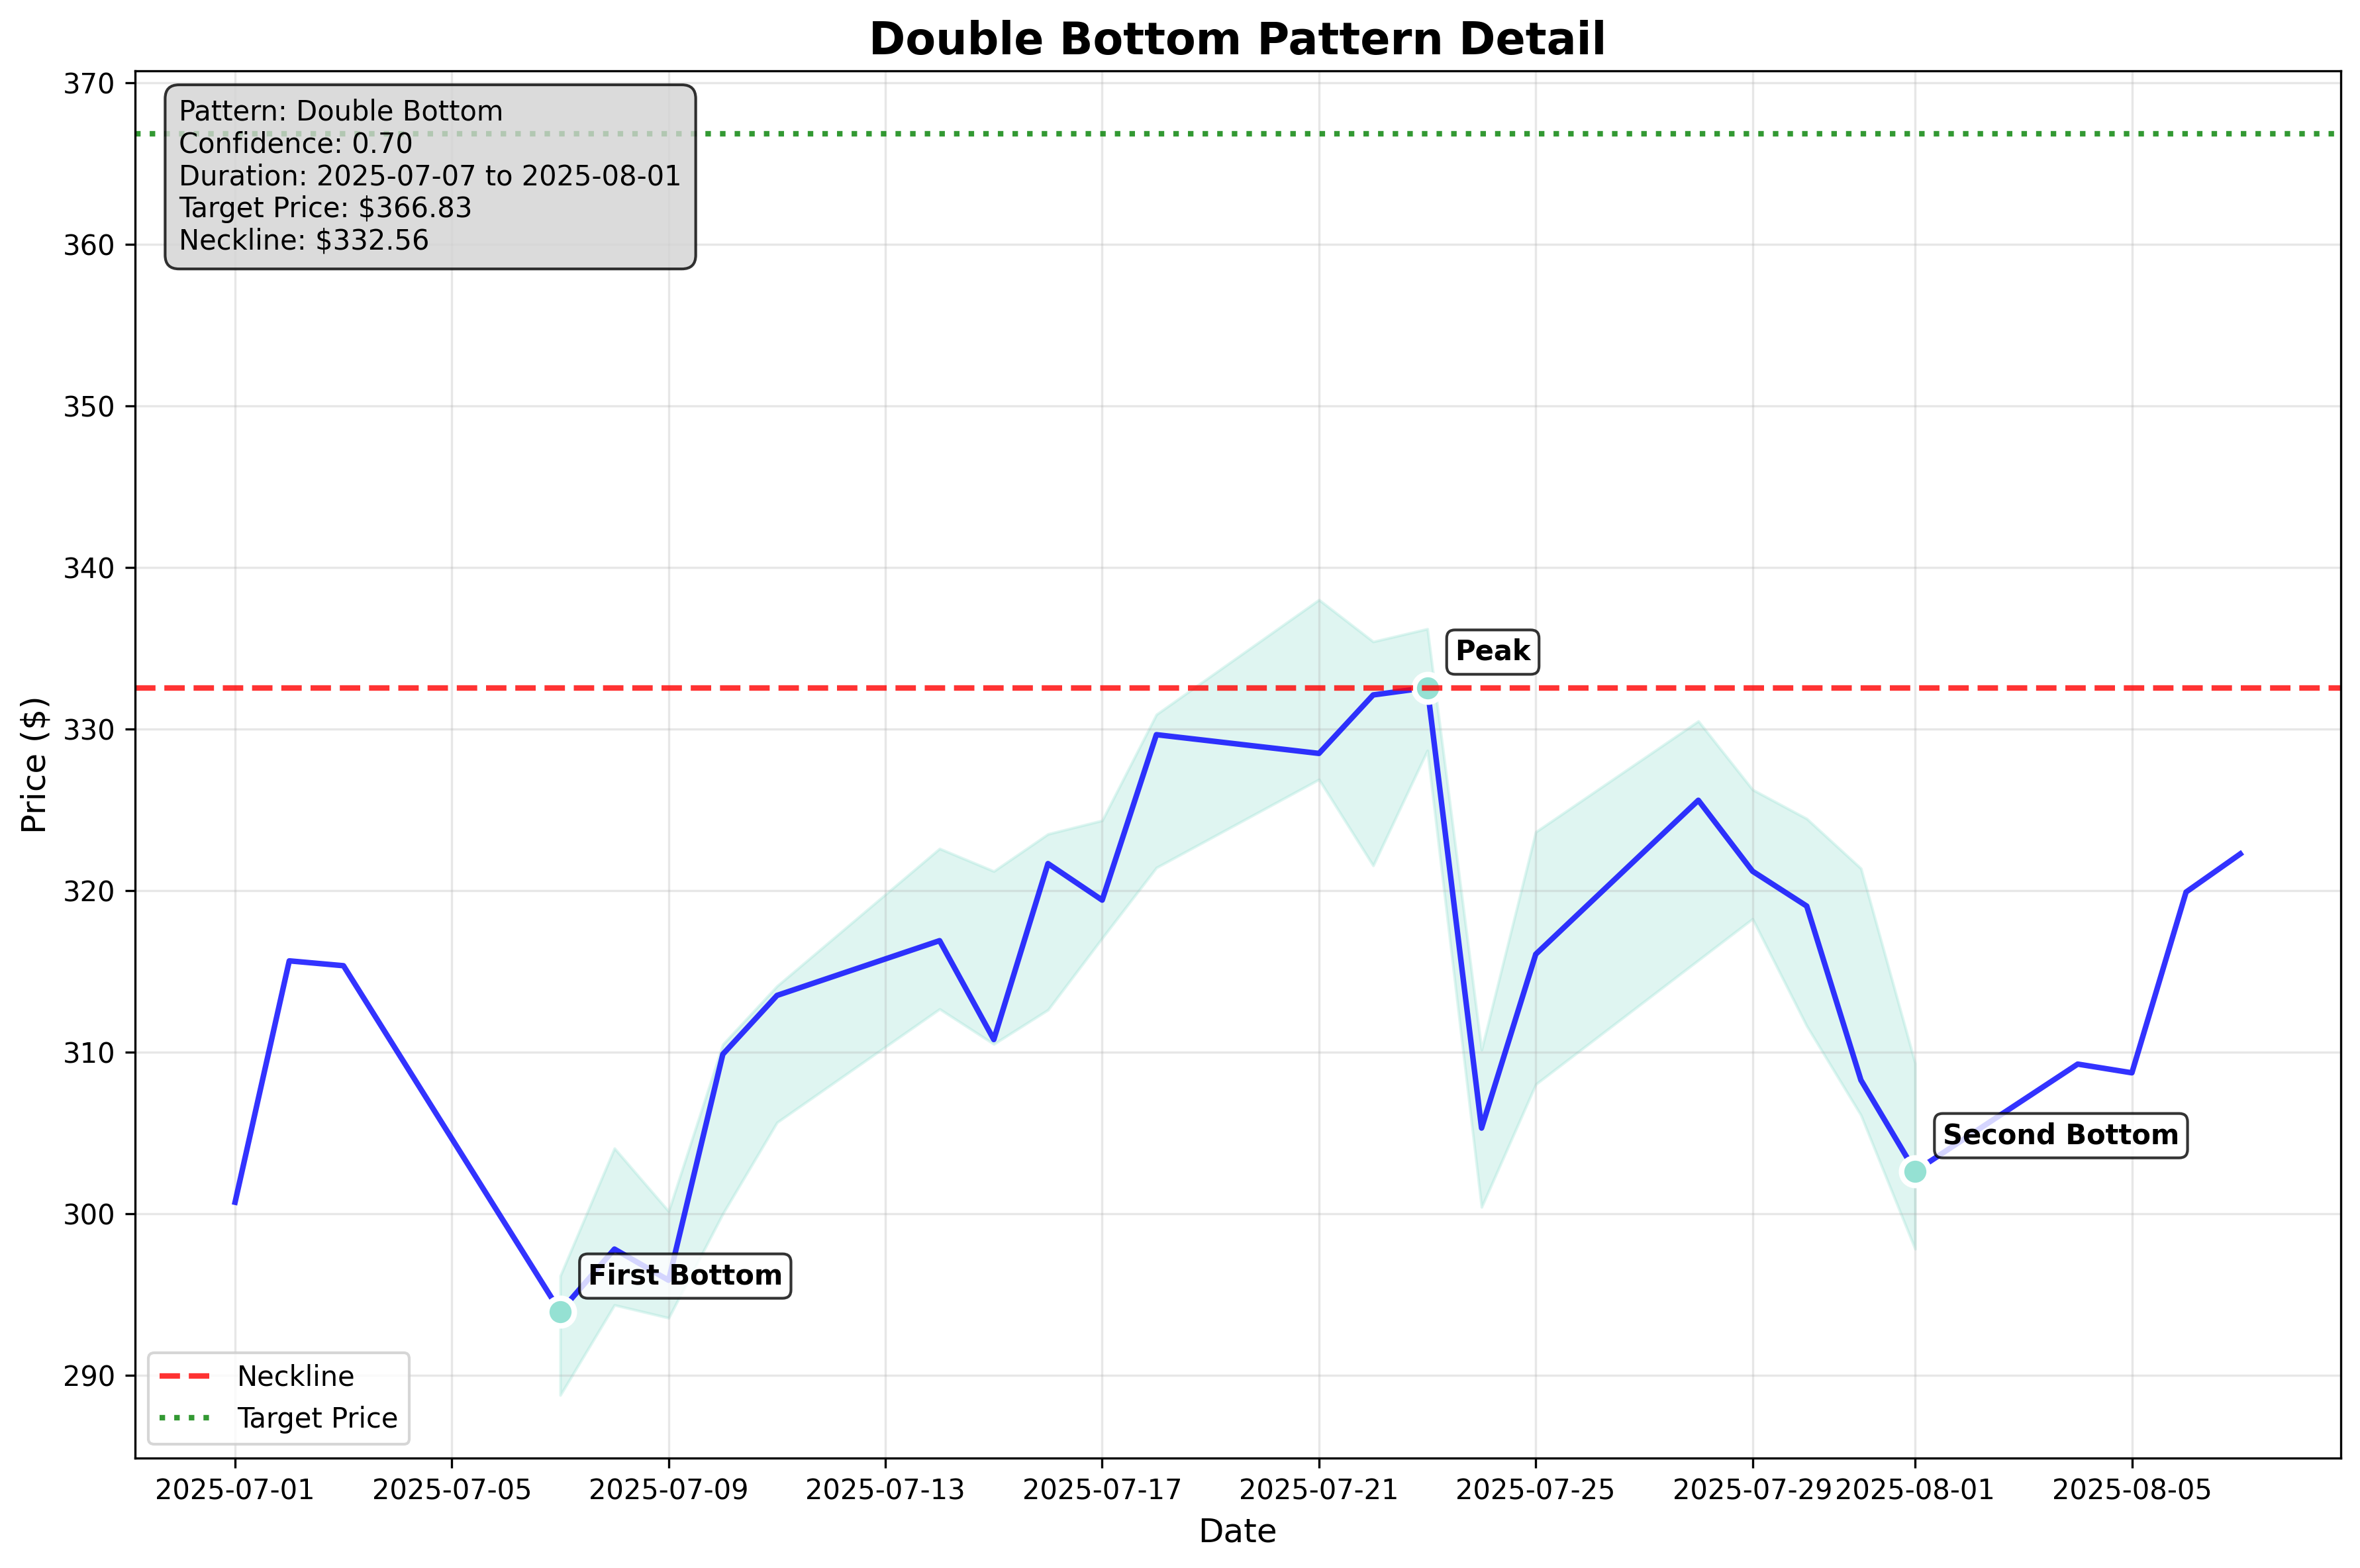 Double Bottom Pattern Detail
Pattern: Double Bottom
Confidence: 0.70
Duration: 2025-07-07 to 2025-08-01
Target Price: $366.83
Neckline: $332.56
370
360
350
340
330
320
310
300
290
Price ($)
Peak
Second Bottom
First Bottom
Neckline
Target Price
2025-07-01 2025-07-05 2025-07-09 2025-07-13 2025-07-17 2025-07-21 2025-07-25 2025-07-29 2025-08-01 2025-08-05
Date